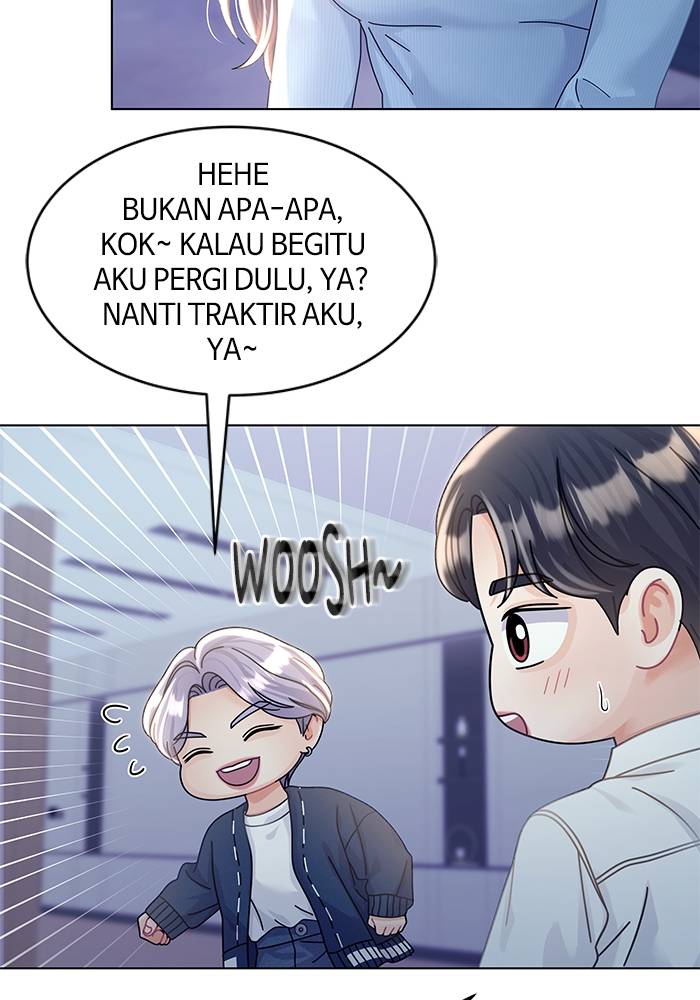 HEHE
BUKAN APA-APA,
KOK~ KALAU BEGITU
AKU PERGI DULU, YA?
NANTI TRAKTIR AKU,
YA~
WOOSH~